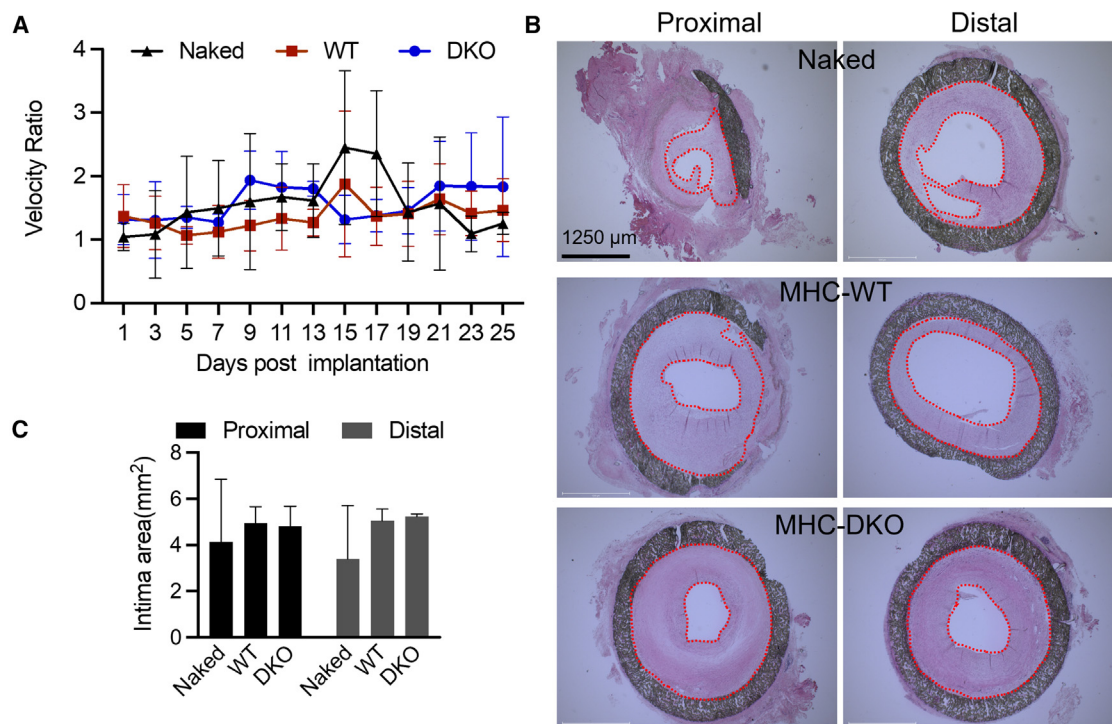 A
Naked WT DKO
4
3
2
1
0
Velocity Ratio
1 3 5 7 9 11 13 15 17 19 21 23 25
Days post implantation
B
Proximal Distal
Naked
1250 µm
MHC-WT
MHC-DKO
C
Proximal Distal
8
6
4
2
0
Intima area(mm²)
Naked WT DKO Naked WT DKO